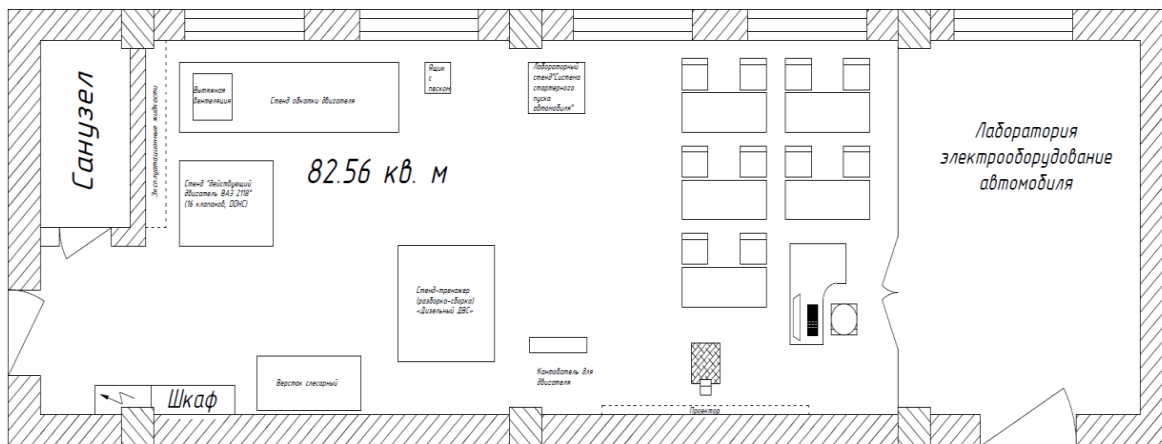 Санузел
Эксплуатационные жидкости
Вытяжная
вентеляция
Стенд обкатки двигателя
Ящик
с
песком
Лабораторный
стенд"Система
стартерного
пуска
автомобиля"
Лаборатория
электрооборудование
автомобиля
82.56 кв. м
Стенд "действующий
двигатель ВАЗ 2118"
(16 клапанов, DOHC)
Стенд-тренажер
(разборка-сборка)
«Дизельный ДВС»
Кантователь для
двигателя
Верстак слесарный
Шкаф
Проектор